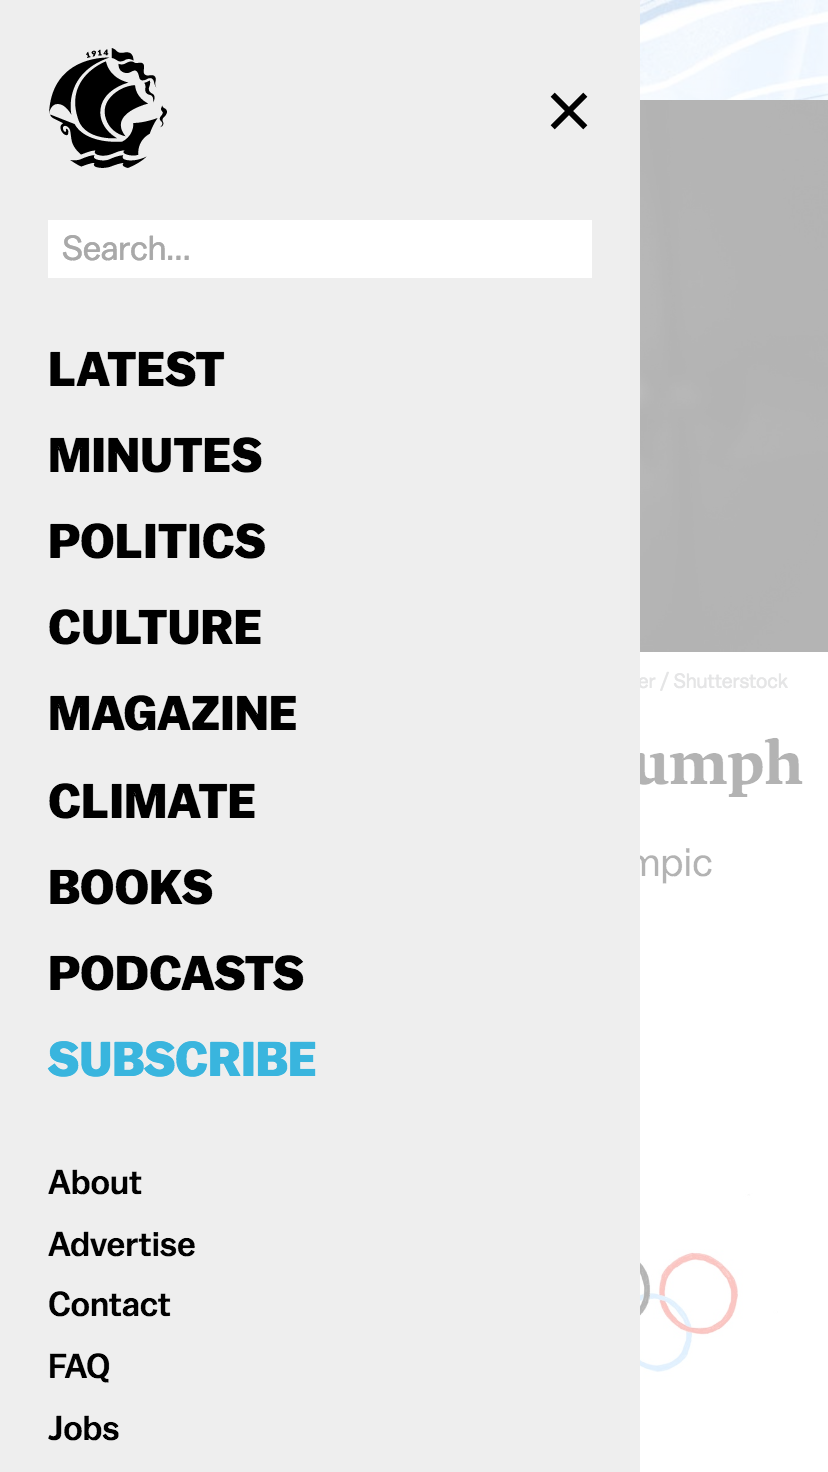 1914
Search...
LATEST
MINUTES
POLITICS
CULTURE
MAGAZINE
CLIMATE
BOOKS
PODCASTS
SUBSCRIBE
About
Advertise
Contact
FAQ
Jobs
er / Shutterstock
umph
mpic